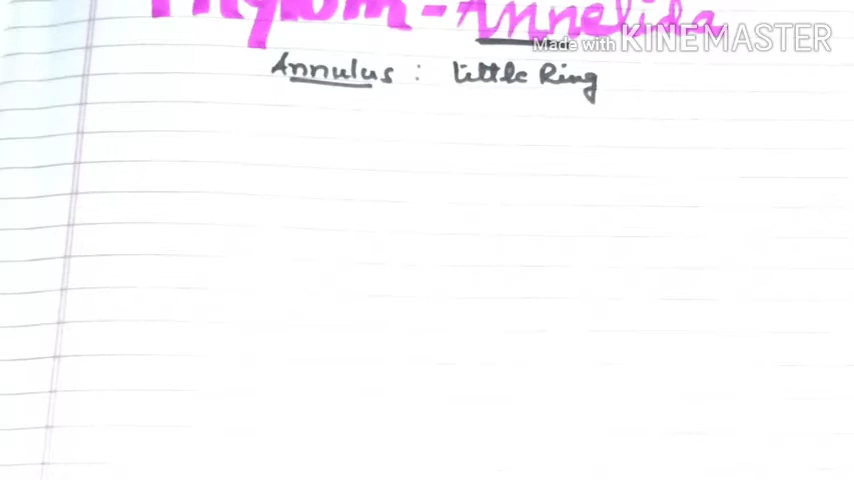 Phylum - Annelida
Made with KINEMASTER
Annulus : Little Ring